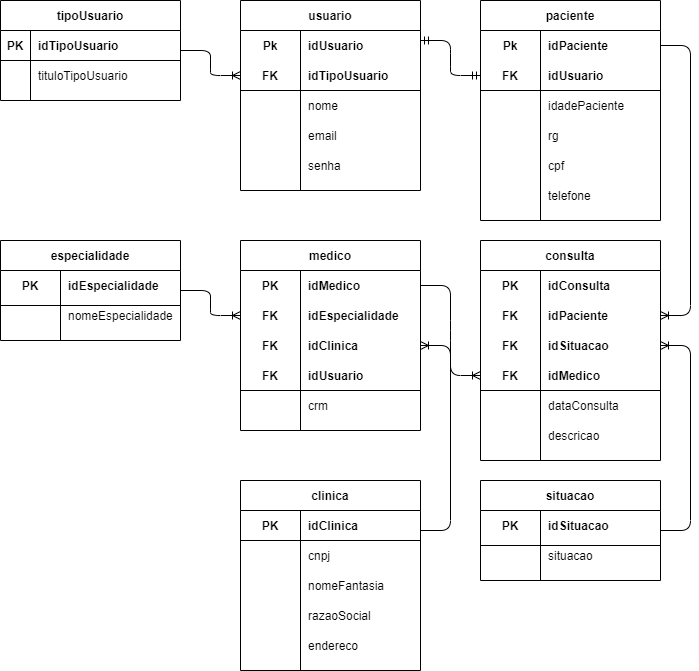 tipoUsuario
PK idTipoUsuario
tituloTipoUsuario
usuario
Pk idUsuario
FK idTipoUsuario
nome
email
senha
paciente
Pk idPaciente
FK idUsuario
idadePaciente
rg
cpf
telefone
especialidade
PK idEspecialidade
nomeEspecialidade
medico
PK idMedico
FK idEspecialidade
FK idClinica
FK idUsuario
crm
consulta
PK idConsulta
FK idPaciente
FK idSituacao
FK idMedico
dataConsulta
descricao
clinica
PK idClinica
cnpj
nomeFantasia
razaoSocial
endereco
situacao
PK idSituacao
situacao